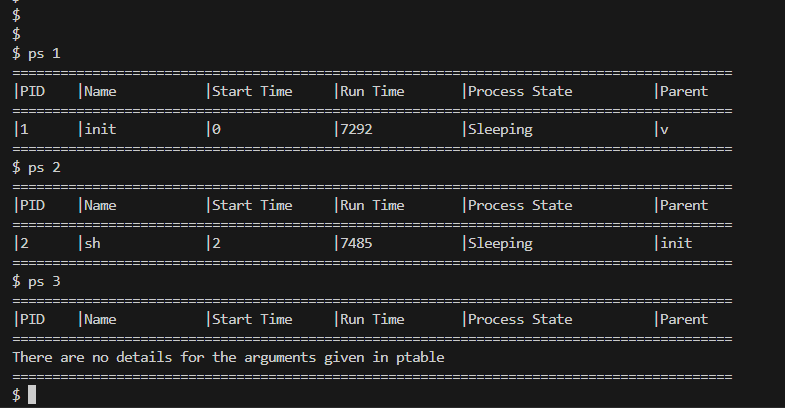 $
$
$ ps 1
==========================================================================================
|PID    |Name           |Start Time     |Run Time       |Process State          |Parent
==========================================================================================
|1      |init           |0              |7292           |Sleeping               |v
==========================================================================================
$ ps 2
==========================================================================================
|PID    |Name           |Start Time     |Run Time       |Process State          |Parent
==========================================================================================
|2      |sh             |2              |7485           |Sleeping               |init
==========================================================================================
$ ps 3
==========================================================================================
|PID    |Name           |Start Time     |Run Time       |Process State          |Parent
==========================================================================================
There are no details for the arguments given in ptable
==========================================================================================
$